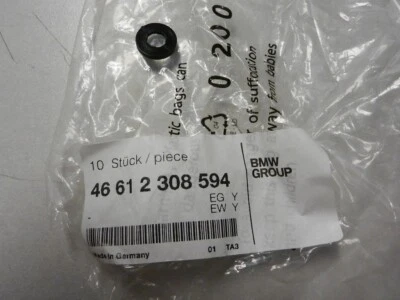 0 200
tic bags can
er of suffocation
way from babies
10 Stück / piece
46 61 2 308 594
EG Y
EW Y
BMW
GROUP
Made in Germany
01 TA3